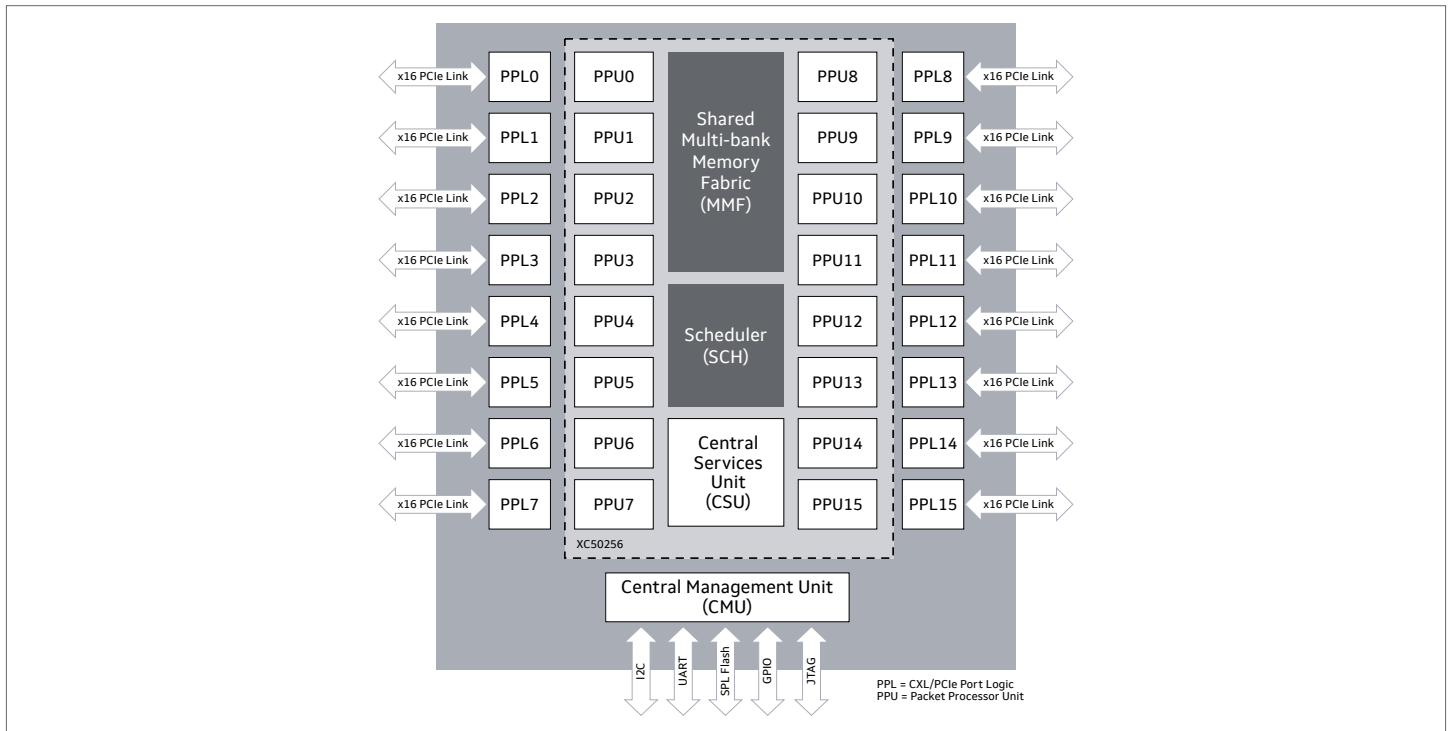 x16 PCIe Link
PPL0
PPU0
PPU8
PPL8
x16 PCIe Link
x16 PCIe Link
PPL1
PPU1
PPU9
PPL9
x16 PCIe Link
x16 PCIe Link
PPL2
PPU2
PPU10
PPL10
x16 PCIe Link
x16 PCIe Link
PPL3
PPU3
PPU11
PPL11
x16 PCIe Link
Shared
Multi-bank
Memory
Fabric
(MMF)
x16 PCIe Link
PPL4
PPU4
PPU12
PPL12
x16 PCIe Link
x16 PCIe Link
PPL5
PPU5
PPU13
PPL13
x16 PCIe Link
Scheduler
(SCH)
x16 PCIe Link
PPL6
PPU6
PPU14
PPL14
x16 PCIe Link
x16 PCIe Link
PPL7
PPU7
PPU15
PPL15
x16 PCIe Link
Central
Services
Unit
(CSU)
XC50256
Central Management Unit
(CMU)
I2C
UART
SPL Flash
GPIO
JTAG
PPL = CXL/PCIe Port Logic
PPU = Packet Processor Unit